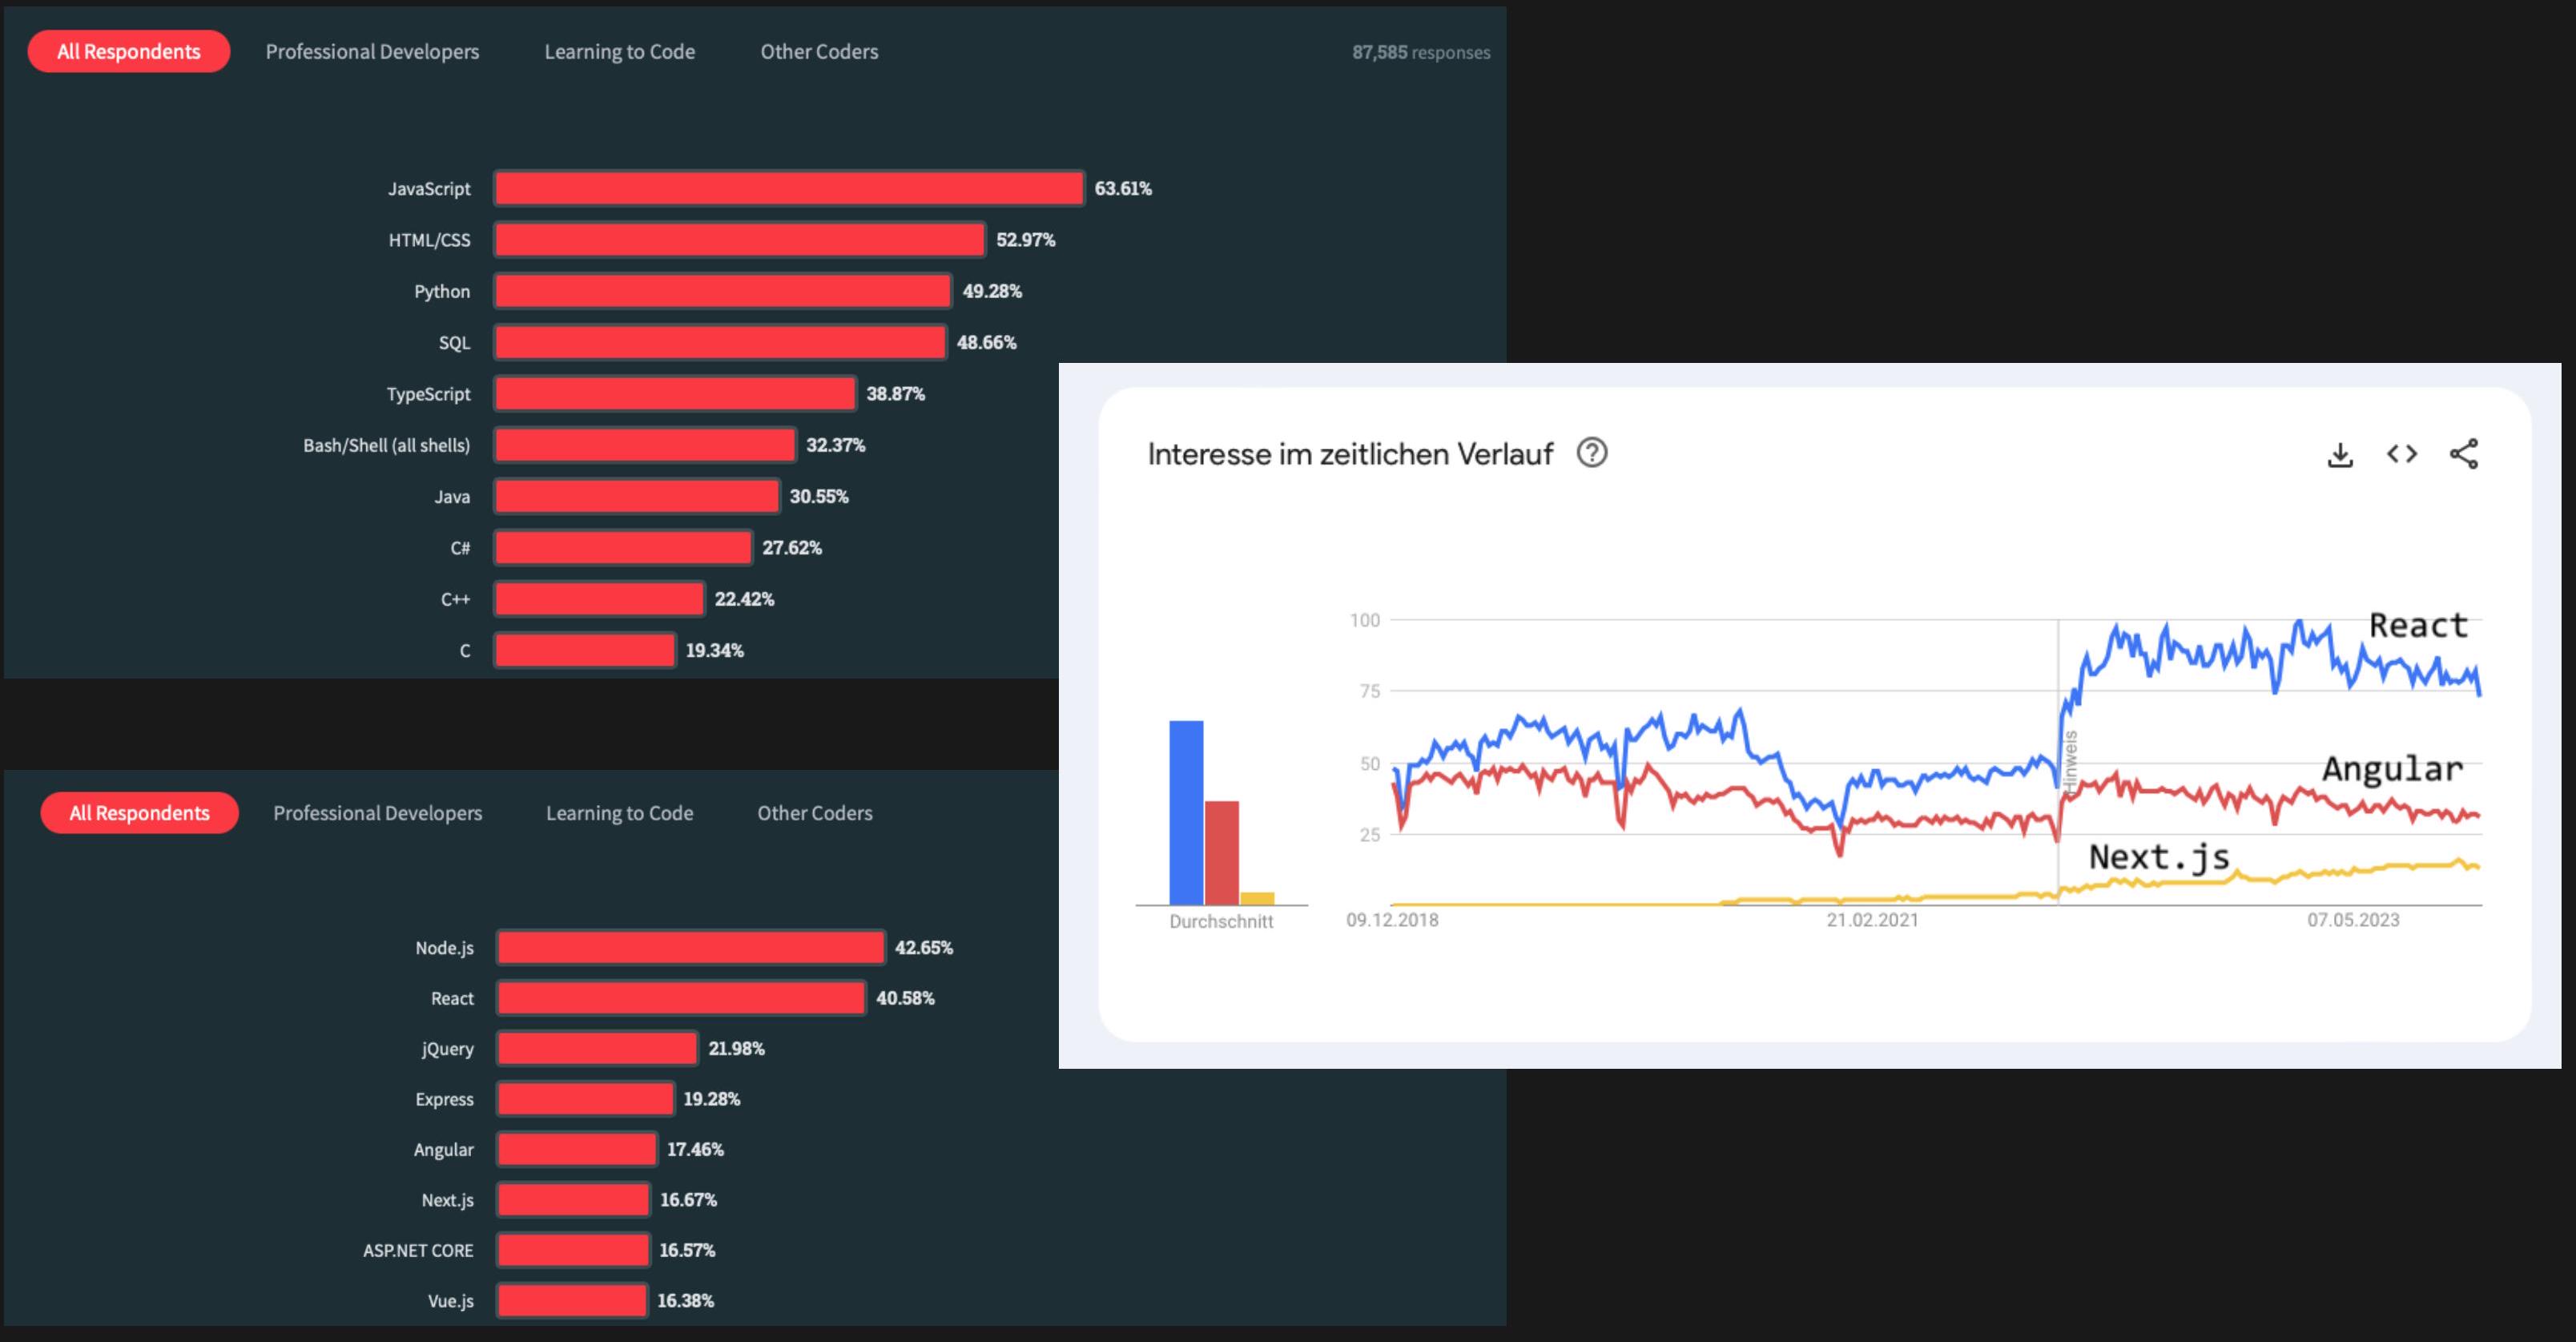 All Respondents Professional Developers Learning to Code Other Coders 87,585 responses
JavaScript 63.61%
HTML/CSS 52.97%
Python 49.28%
SQL 48.66%
TypeScript 38.87%
Bash/Shell (all shells) 32.37%
Java 30.55%
C# 27.62%
C++ 22.42%
C 19.34%
All Respondents Professional Developers Learning to Code Other Coders
Node.js 42.65%
React 40.58%
jQuery 21.98%
Express 19.28%
Angular 17.46%
Next.js 16.67%
ASP.NET CORE 16.57%
Vue.js 16.38%
Interesse im zeitlichen Verlauf ?
100
75
50
25
React
Angular
Next.js
Hinweis
Durchschnitt
09.12.2018 21.02.2021 07.05.2023